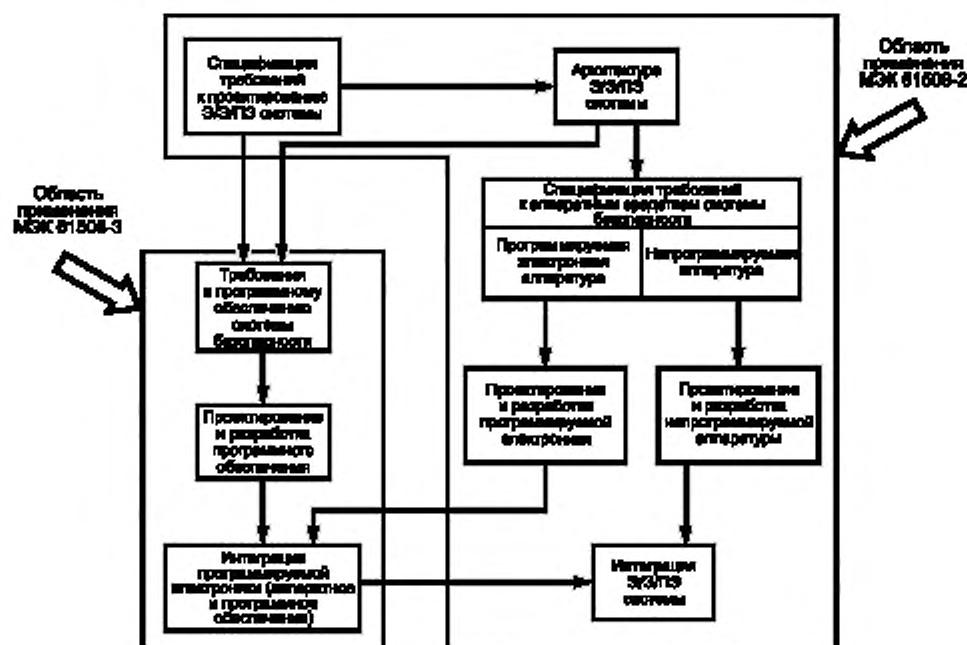 Спецификация
требований
к проектированию
Э/Э/ПЭ системы
Архитектура
Э/Э/ПЭ
системы
Область
применения
МЭК 61508-2
Спецификация требований
к аппаратным средствам системы
безопасности
Программируемая
электронная
аппаратура
Непрограммируемая
аппаратура
Область
применения
МЭК 61508-3
Требования
к программному
обеспечению
системы
безопасности
Проектирование
и разработка
программируемой
электроники
Проектирование
и разработка
непрограммируемой
аппаратуры
Проектирование
и разработка
программного
обеспечения
Интеграция
программируемой
электроники (аппаратное
и программное
обеспечение)
Интеграция
Э/Э/ПЭ
системы